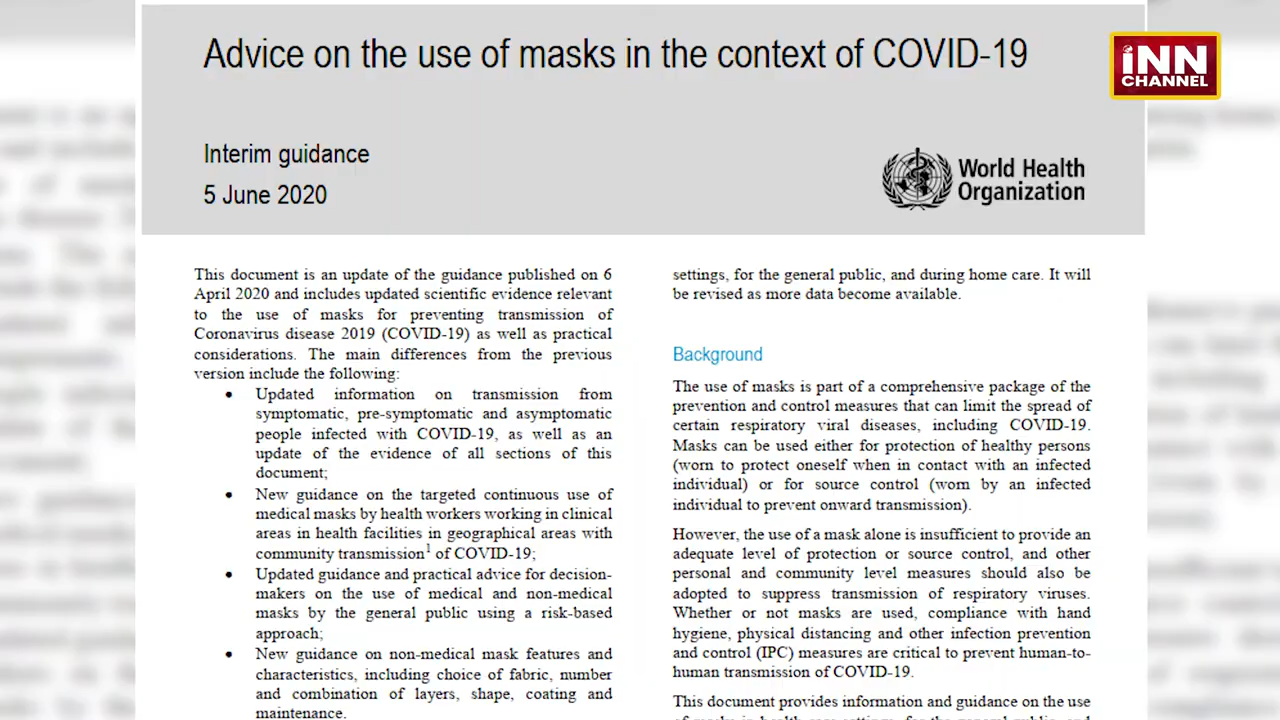 Advice on the use of masks in the context of COVID-19
iNN
CHANNEL
Interim guidance
5 June 2020
World Health
Organization
This document is an update of the guidance published on 6
April 2020 and includes updated scientific evidence relevant
to the use of masks for preventing transmission of
Coronavirus disease 2019 (COVID-19) as well as practical
considerations. The main differences from the previous
version include the following:
• Updated information on transmission from
symptomatic, pre-symptomatic and asymptomatic
people infected with COVID-19, as well as an
update of the evidence of all sections of this
document;
• New guidance on the targeted continuous use of
medical masks by health workers working in clinical
areas in health facilities in geographical areas with
community transmission¹ of COVID-19;
• Updated guidance and practical advice for decision-
makers on the use of medical and non-medical
masks by the general public using a risk-based
approach;
• New guidance on non-medical mask features and
characteristics, including choice of fabric, number
and combination of layers, shape, coating and
maintenance.
settings, for the general public, and during home care. It will
be revised as more data become available.
Background
The use of masks is part of a comprehensive package of the
prevention and control measures that can limit the spread of
certain respiratory viral diseases, including COVID-19.
Masks can be used either for protection of healthy persons
(worn to protect oneself when in contact with an infected
individual) or for source control (worn by an infected
individual to prevent onward transmission).
However, the use of a mask alone is insufficient to provide an
adequate level of protection or source control, and other
personal and community level measures should also be
adopted to suppress transmission of respiratory viruses.
Whether or not masks are used, compliance with hand
hygiene, physical distancing and other infection prevention
and control (IPC) measures are critical to prevent human-to-
human transmission of COVID-19.
This document provides information and guidance on the use
of masks in health care settings, for the general public, and